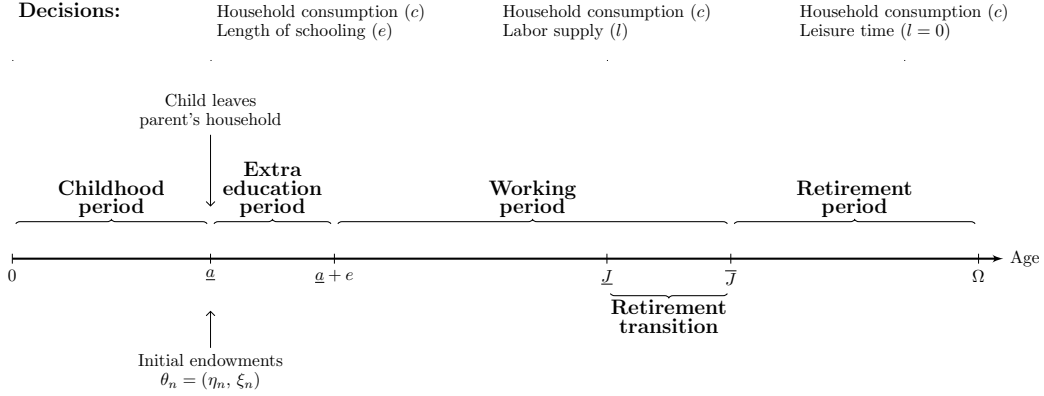 Decisions:
Household consumption (c)
Length of schooling (e)
Household consumption (c)
Labor supply (l)
Household consumption (c)
Leisure time (l = 0)
Child leaves
parent's household
Childhood
period
Extra
education
period
Working
period
Retirement
period
0
a̲
a̲ + e
J̲
J̅
Ω
Age
Retirement
transition
Initial endowments
θₙ = (ηₙ, ξₙ)